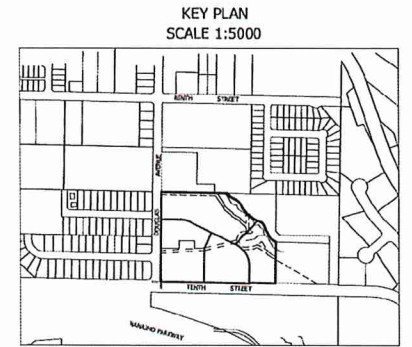 KEY PLAN
SCALE 1:5000
NINTH STREET
DOUGLAS AVENUE
TENTH STREET
NANAIMO PARKWAY